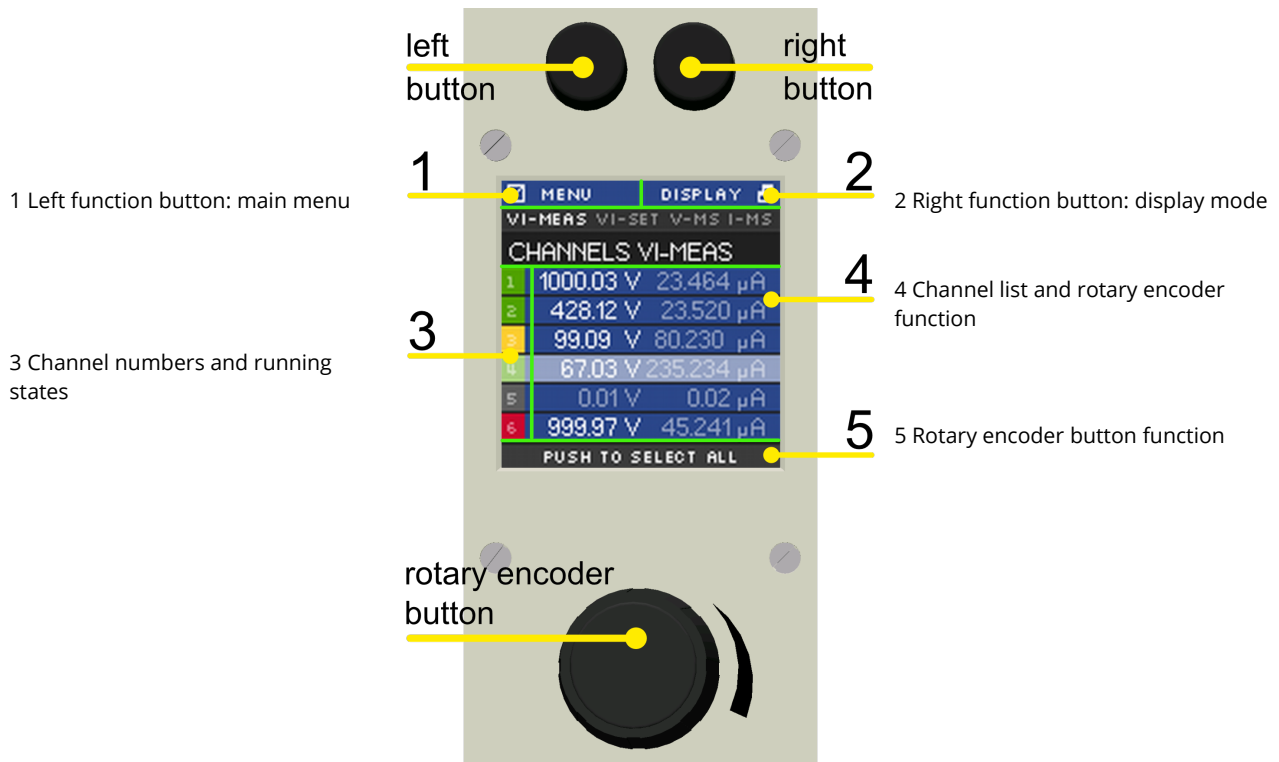 left
button
right
button
1
2
1 Left function button: main menu
2 Right function button: display mode
MENU DISPLAY
VI-MEAS VI-SET V-MS I-MS
CHANNELS VI-MEAS
1 1000.03 V 23.464 µA
2 428.12 V 23.520 µA
3 99.09 V 80.230 µA
4 67.03 V 235.234 µA
5 0.01 V 0.02 µA
6 999.97 V 45.241 µA
PUSH TO SELECT ALL
4
4 Channel list and rotary encoder
function
3
3 Channel numbers and running
states
5
5 Rotary encoder button function
rotary encoder
button